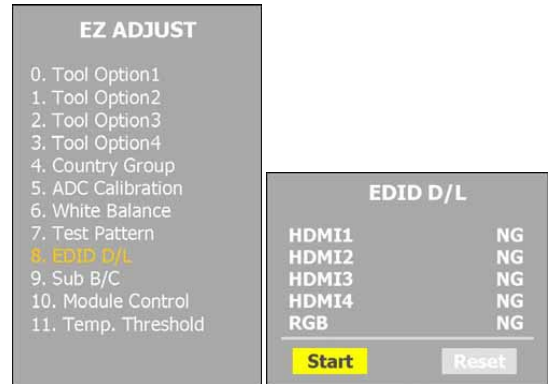 EZ ADJUST
0. Tool Option1
1. Tool Option2
2. Tool Option3
3. Tool Option4
4. Country Group
5. ADC Calibration
6. White Balance
7. Test Pattern
8. EDID D/L
9. Sub B/C
10. Module Control
11. Temp. Threshold
EDID D/L
HDMI1 NG
HDMI2 NG
HDMI3 NG
HDMI4 NG
RGB NG
Start Reset